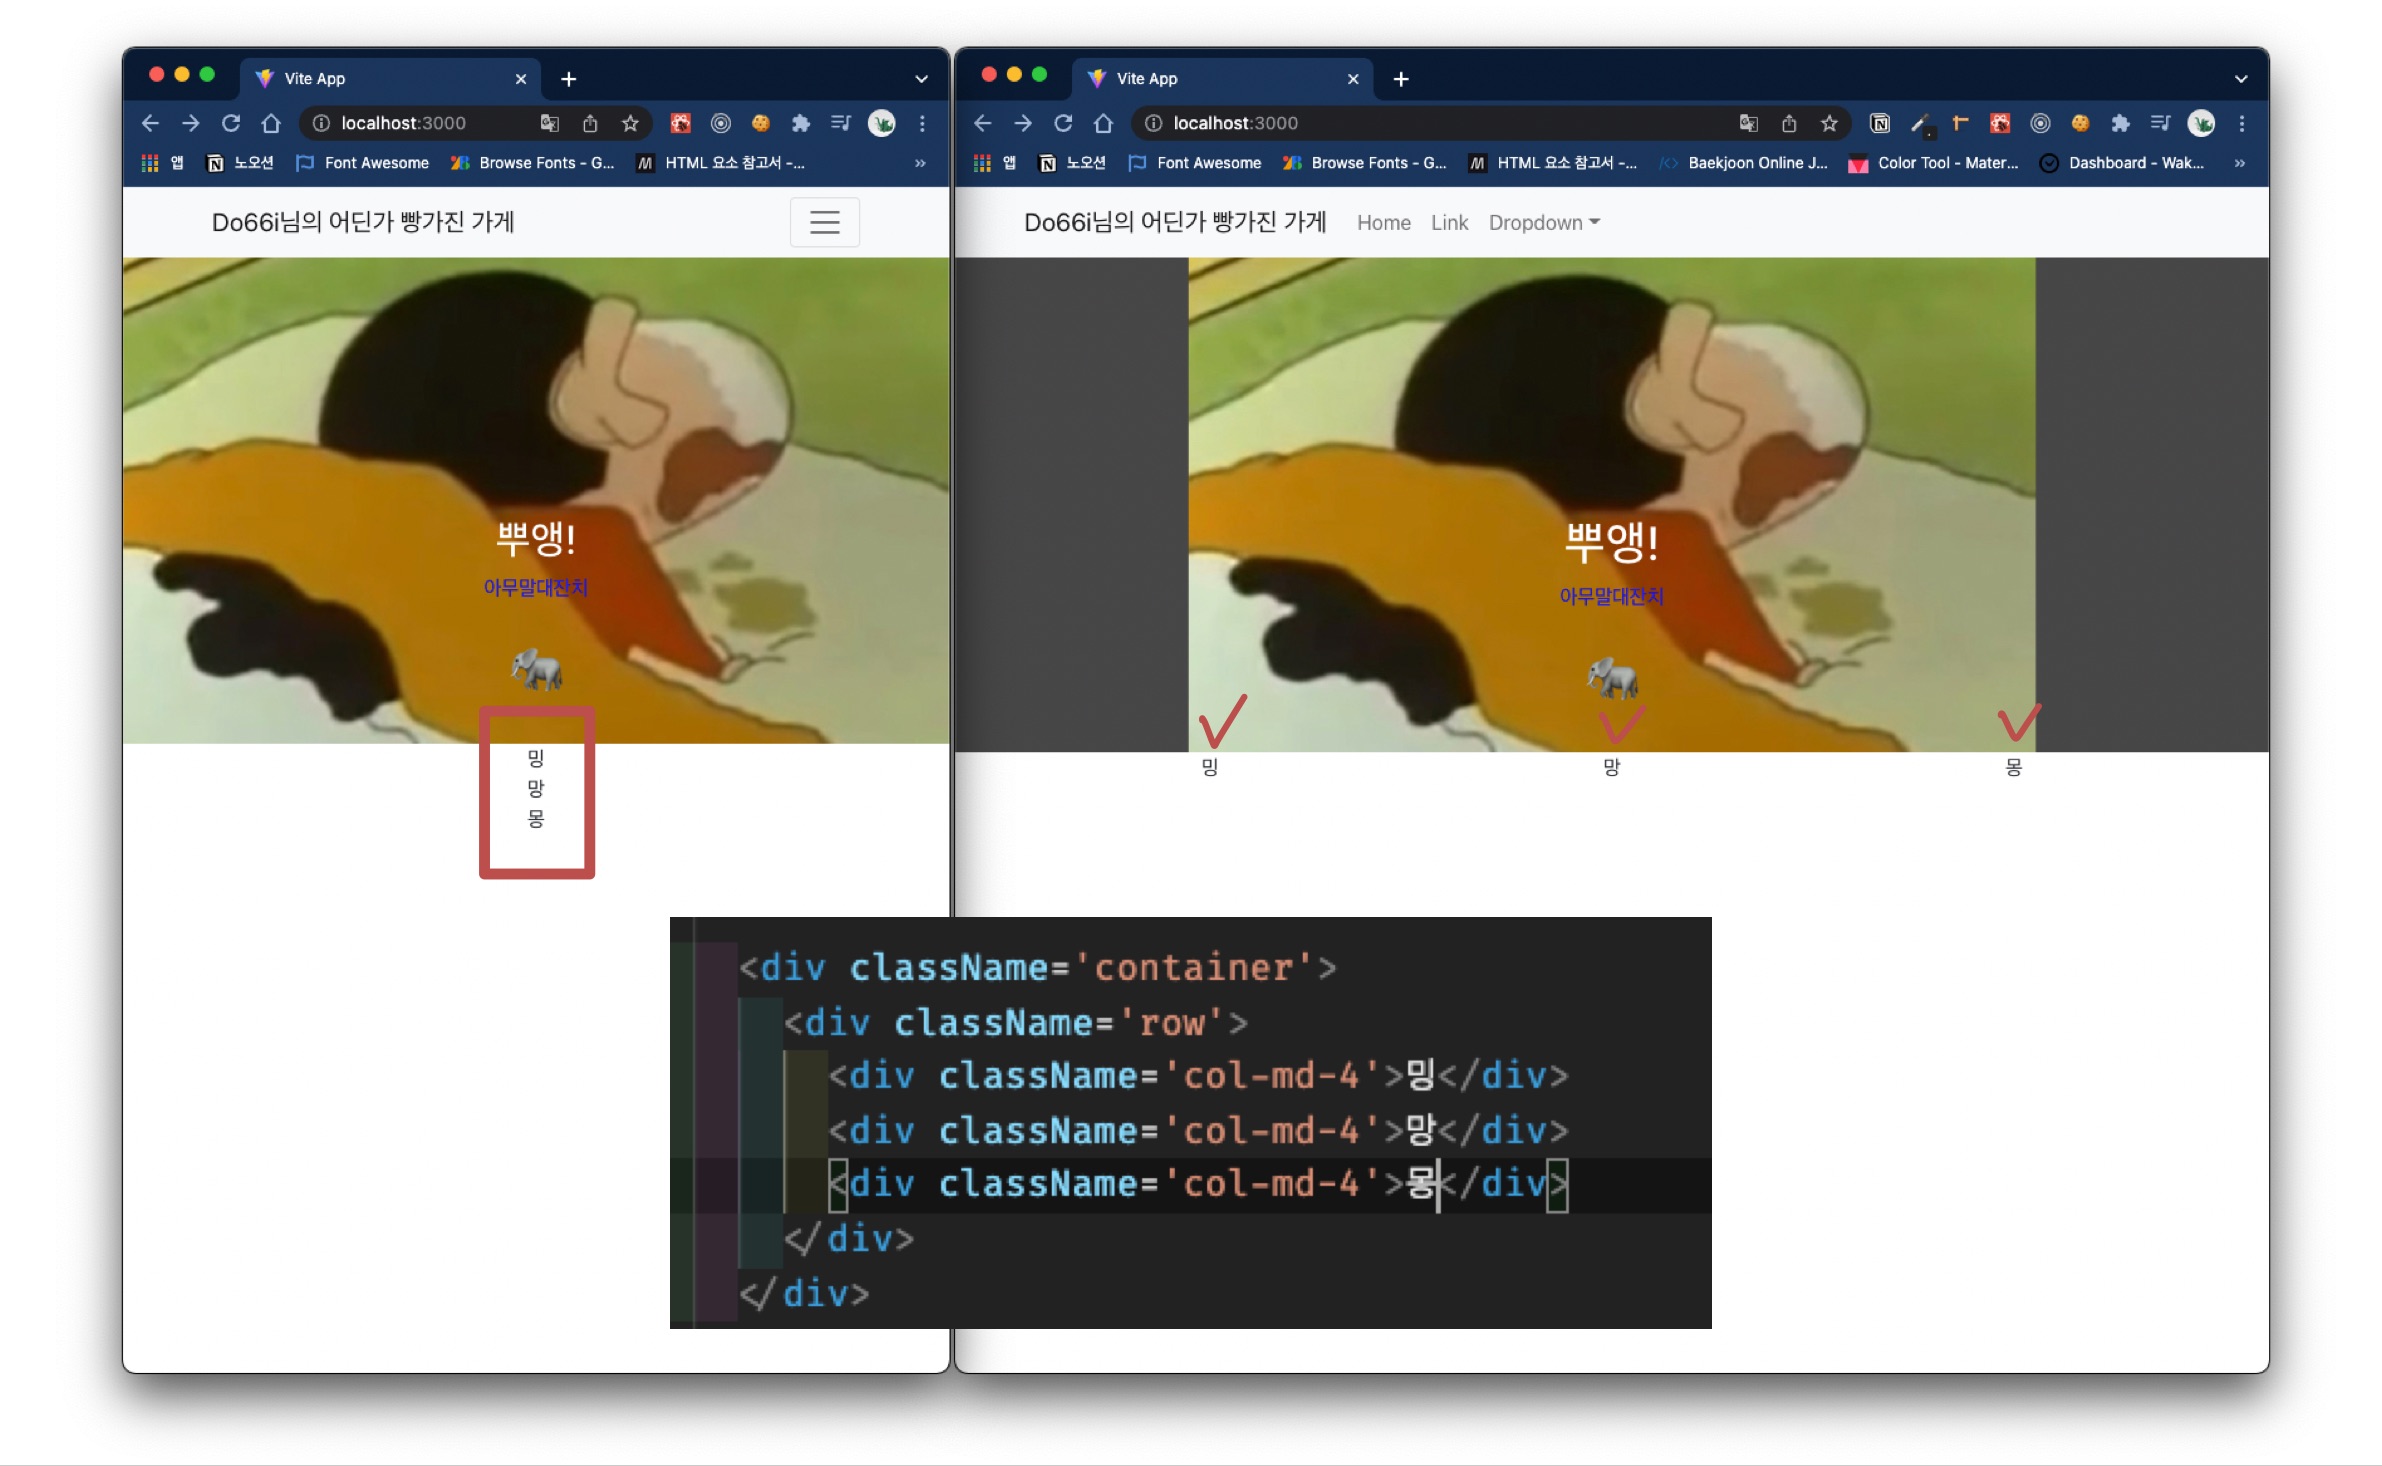 Vite App
localhost:3000
앱 노오션 Font Awesome Browse Fonts - G... HTML 요소 참고서 -... »
Do66i님의 어딘가 빵가진 가게
뿌앵!
아무말대잔치
밍
망
몽
Vite App
localhost:3000
앱 노오션 Font Awesome Browse Fonts - G... HTML 요소 참고서 -... Baekjoon Online J... Color Tool - Mater... Dashboard - Wak... »
Do66i님의 어딘가 빵가진 가게 Home Link Dropdown
뿌앵!
아무말대잔치
밍 망 몽
<div className='container'>
<div className='row'>
<div className='col-md-4'>밍</div>
<div className='col-md-4'>망</div>
<div className='col-md-4'>몽</div>
</div>
</div>